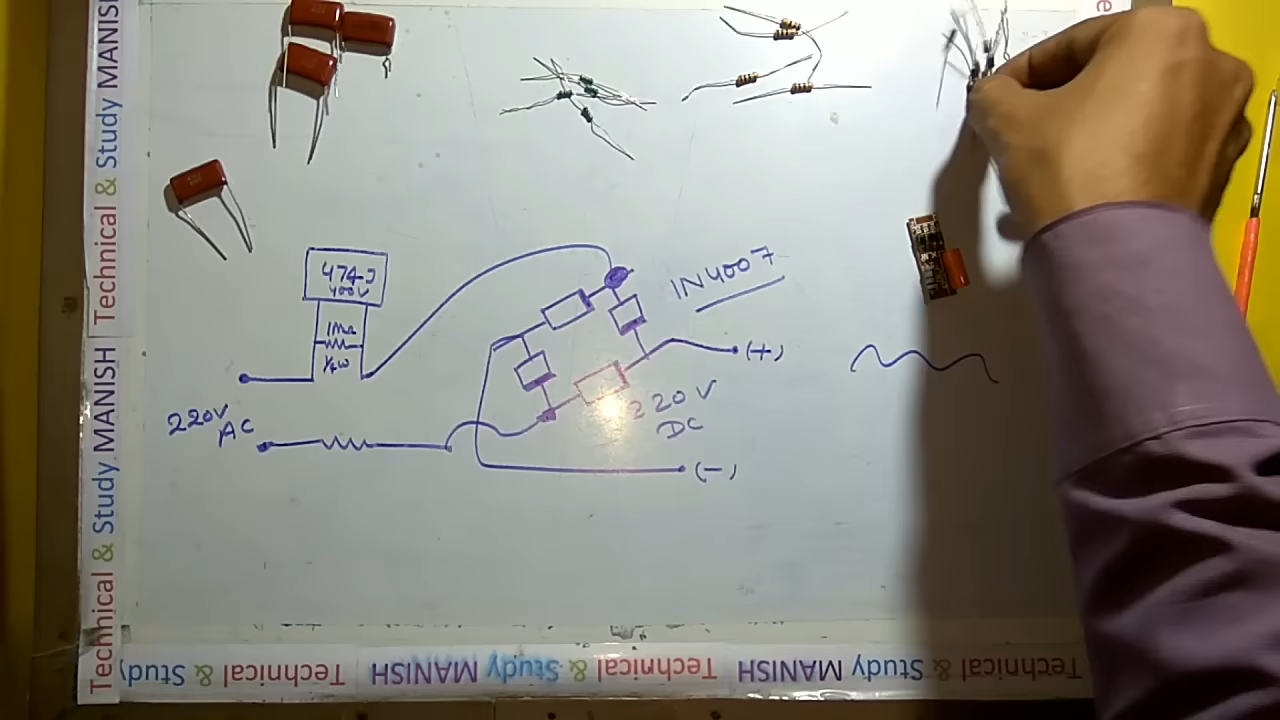 474-J
400V
1MΩ
1/4W
1N4007
(+)
220V
AC
220V
DC
(-)
Technical & Study MANISH
Technical & Study MANISH
Technical & Study MANISH Technical & Study MANISH Technical & Study
e